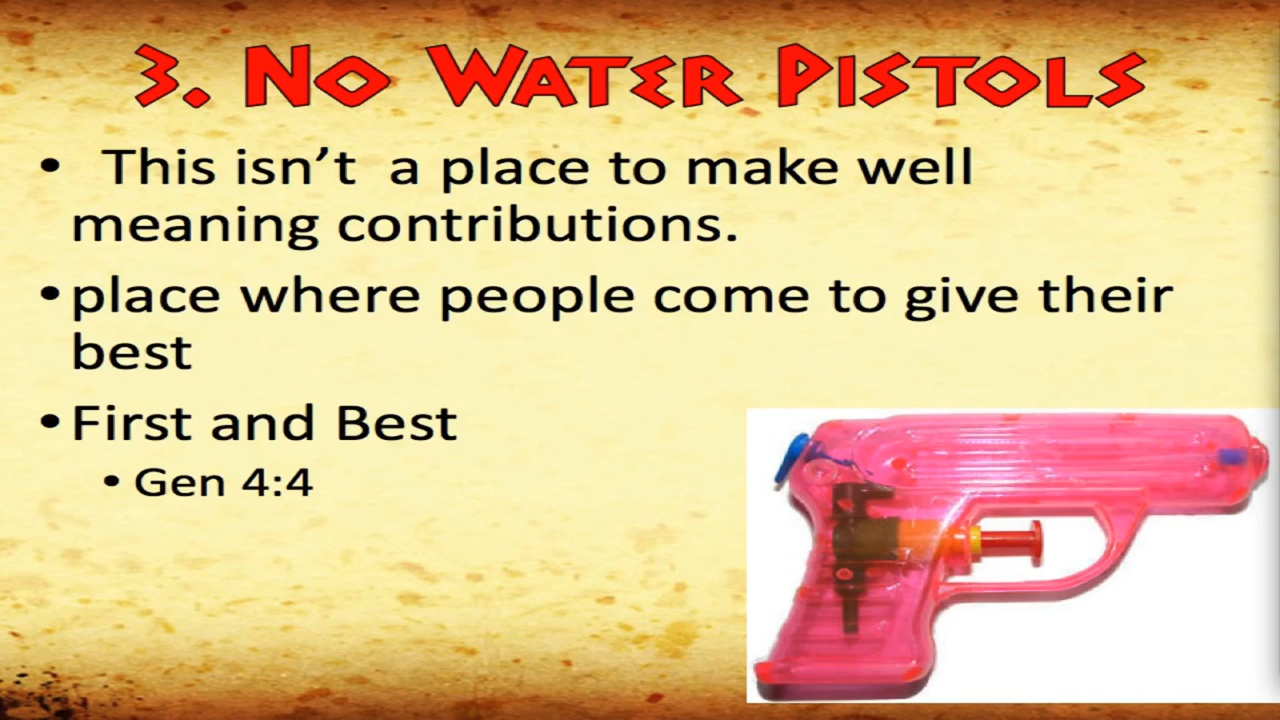 3. No Water Pistols
• This isn’t a place to make well
meaning contributions.
• place where people come to give their
best
• First and Best
• Gen 4:4